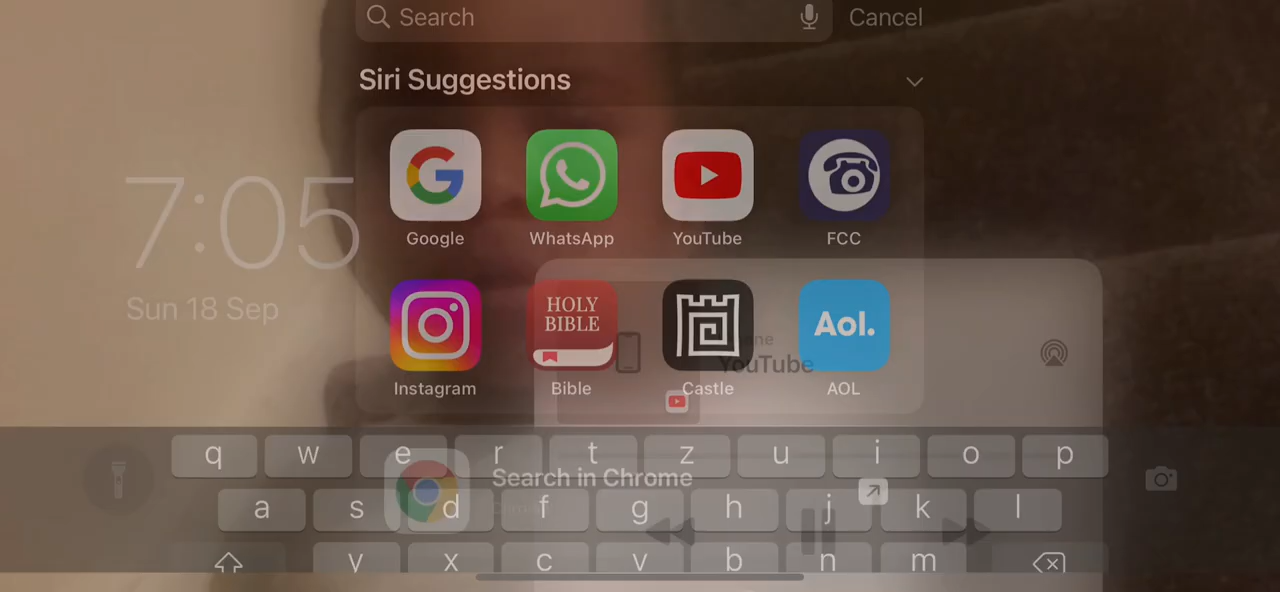 Search
Cancel
Siri Suggestions
7:05
Sun 18 Sep
Google
WhatsApp
YouTube
FCC
HOLY
BIBLE
Aol.
YouTube
Instagram
Bible
Castle
AOL
q w e r t z u i o p
Search in Chrome
a s d f g h j k l
y x c v b n m